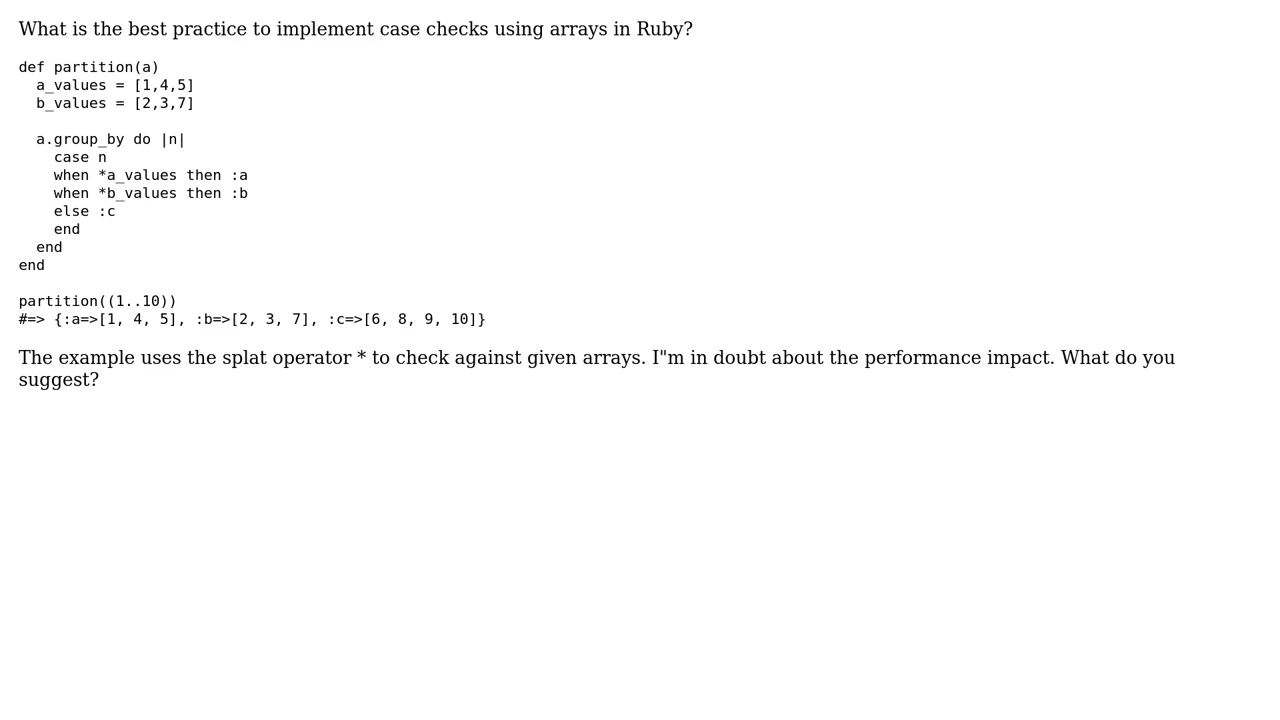 What is the best practice to implement case checks using arrays in Ruby?
def partition(a)
  a_values = [1,4,5]
  b_values = [2,3,7]

  a.group_by do |n|
    case n
    when *a_values then :a
    when *b_values then :b
    else :c
    end
  end
end

partition((1..10))
#=> {:a=>[1, 4, 5], :b=>[2, 3, 7], :c=>[6, 8, 9, 10]}
The example uses the splat operator * to check against given arrays. I"m in doubt about the performance impact. What do you
suggest?